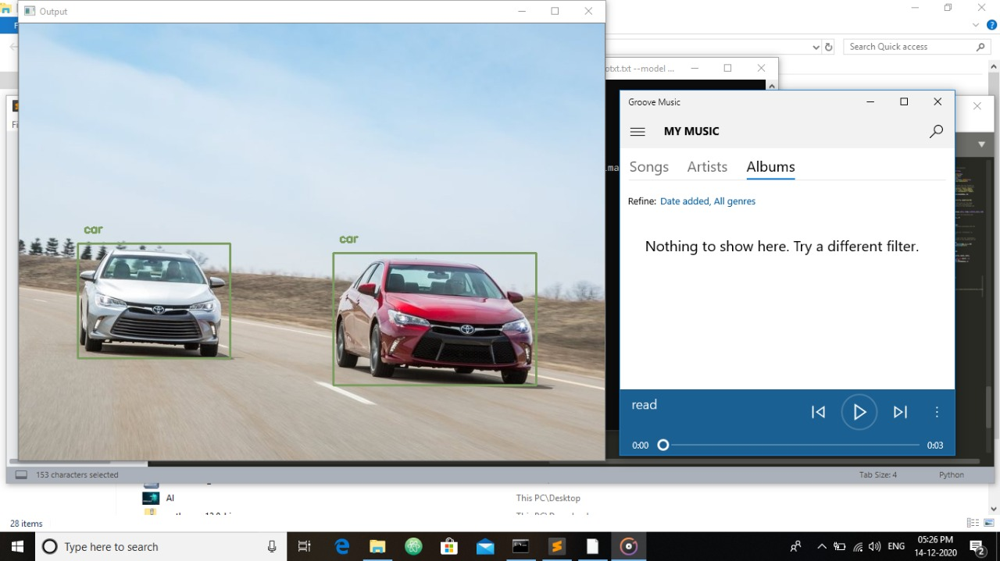 Output
Search Quick access
otxt.txt --model ...
Groove Music
MY MUSIC
Songs Artists Albums
Refine: Date added, All genres
Nothing to show here. Try a different filter.
car
car
read
0:00
0:03
153 characters selected
Tab Size: 4
Python
AI
This PC\Desktop
28 items
Type here to search
ENG
05:26 PM
14-12-2020
2